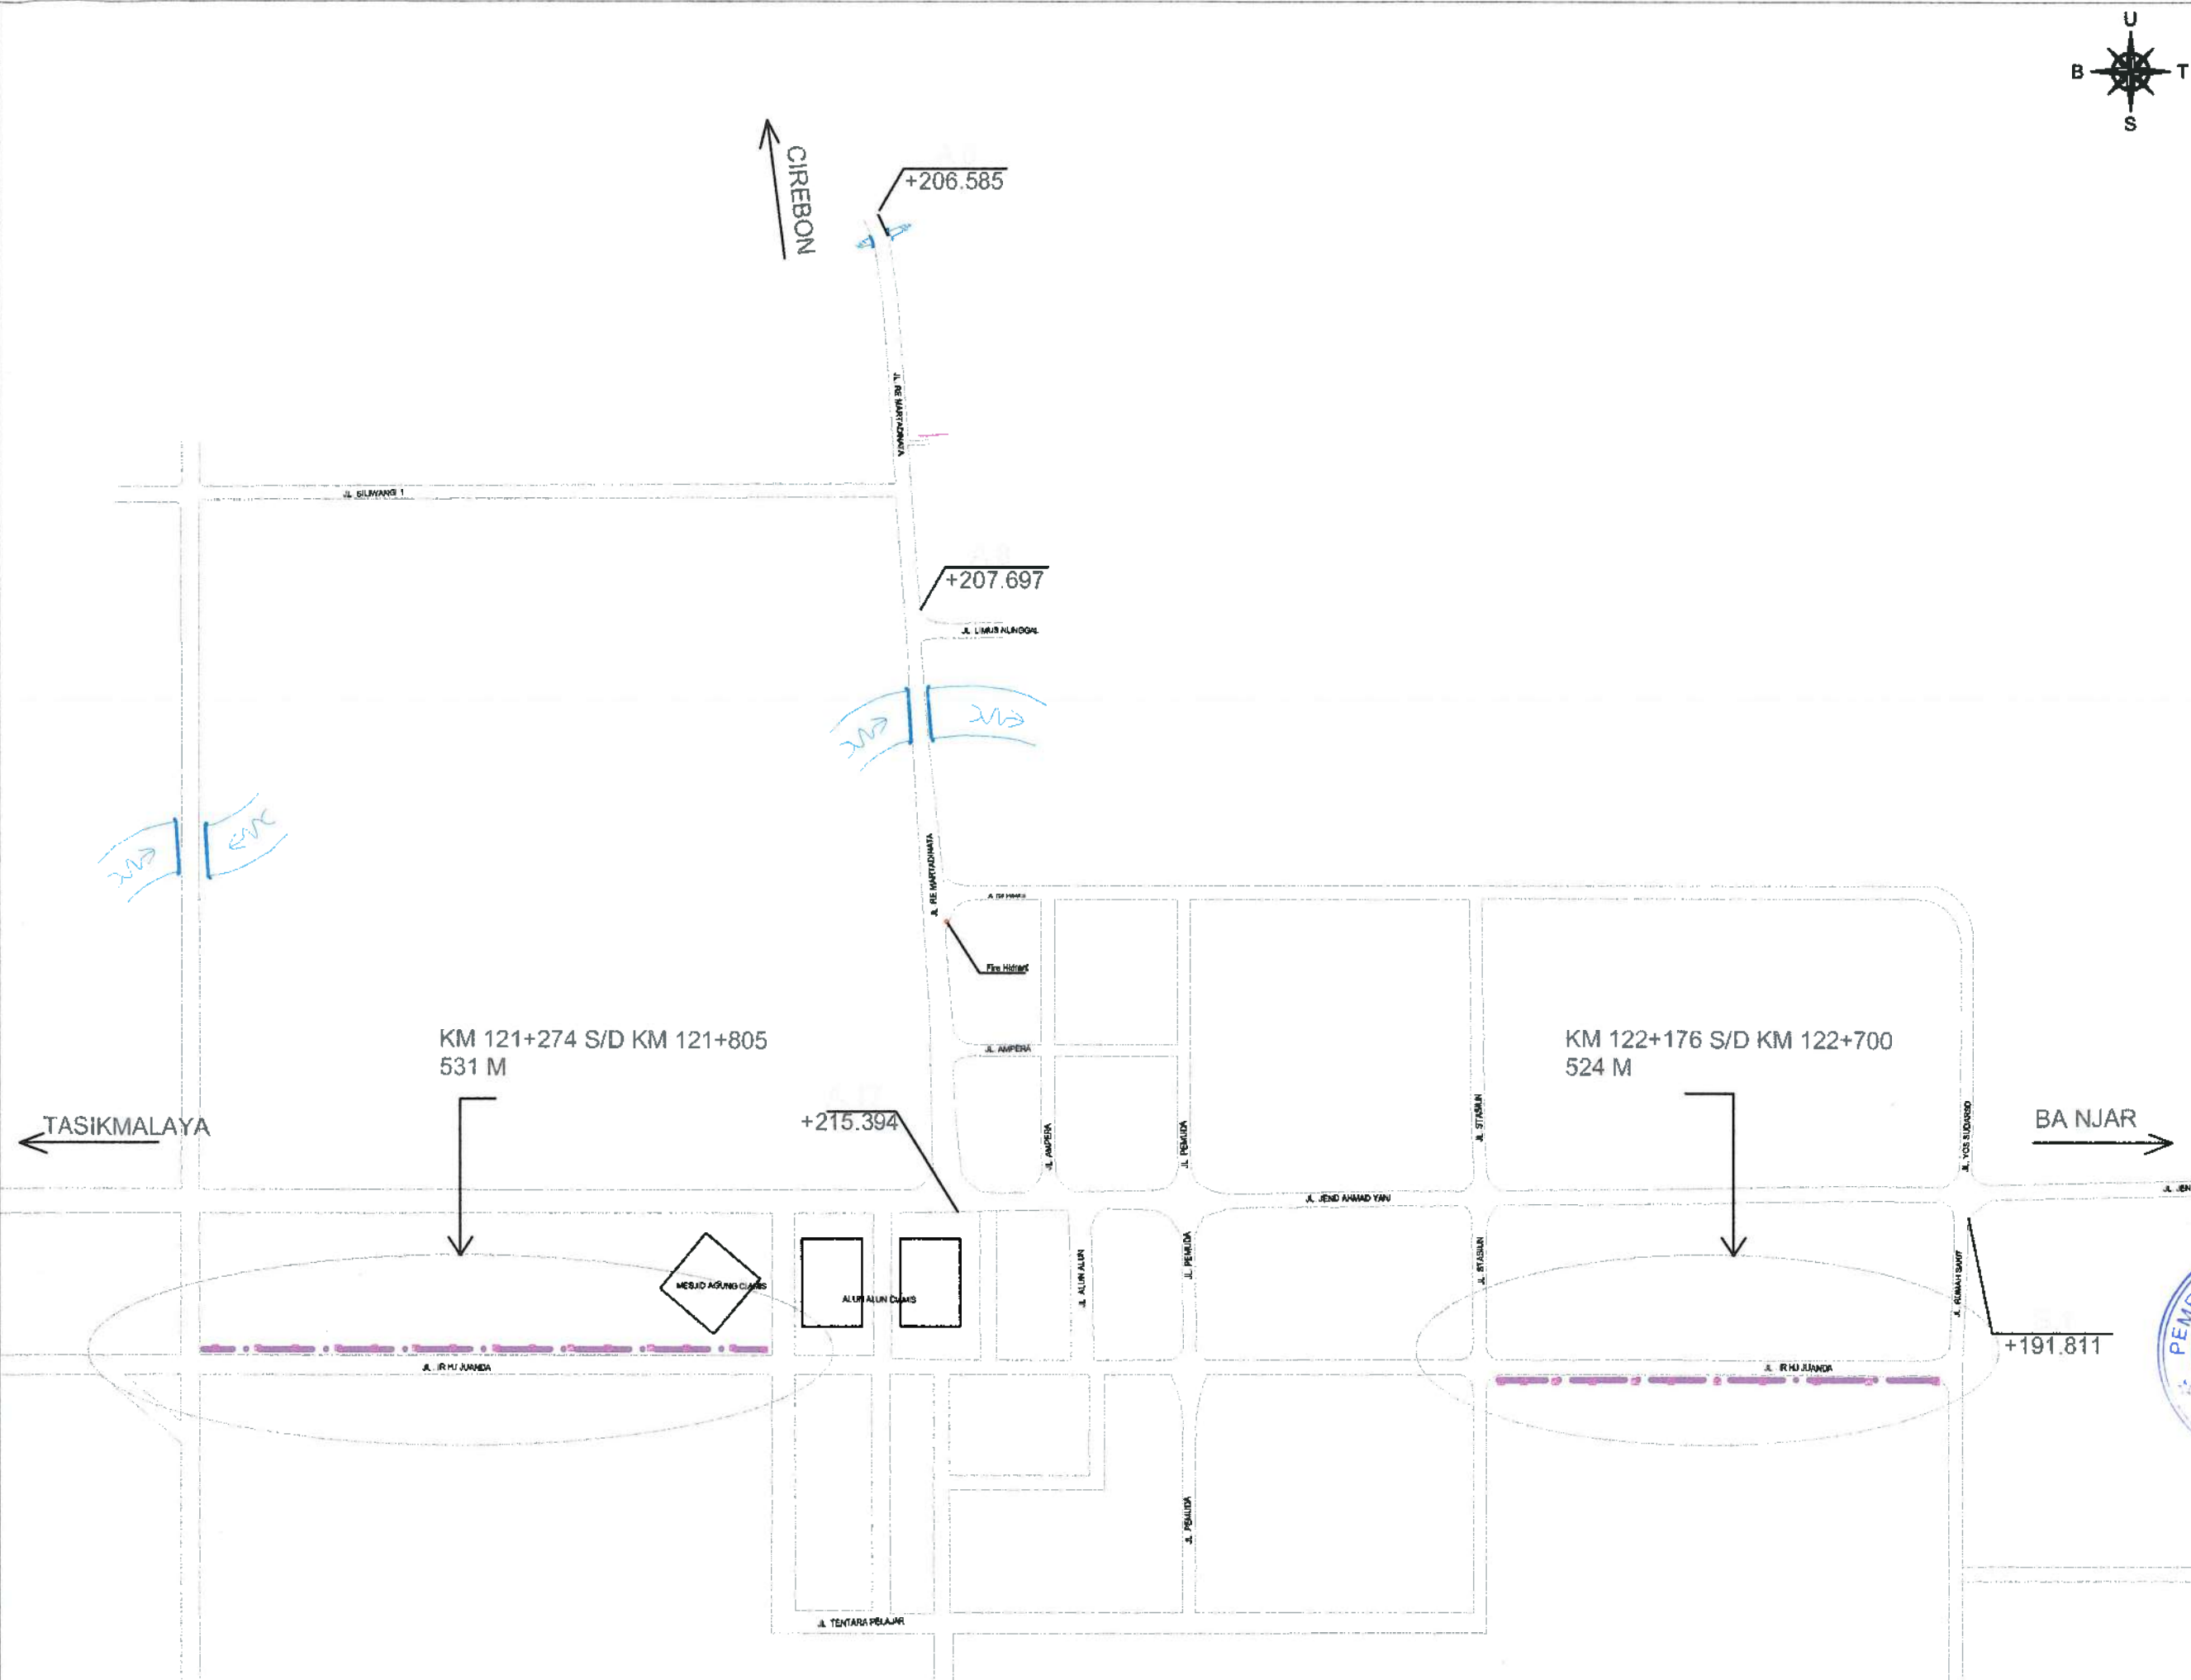 U
B
T
S
CIREBON
+206.585
JL. RE MARTADINATA
JL SILIWANGI 1
+207.697
JL. LIMUS NUNGGAL
JL. RE MARTADINATA
Fire Hidrant
KM 121+274 S/D KM 121+805
531 M
JL. AMPERA
KM 122+176 S/D KM 122+700
524 M
TASIKMALAYA
+215.394
JL. AMPERA
JL. PEMUDA
JL. STASIUN
JL. YOS SUDARSO
BA NJAR
JL. JEND AHMAD YANI
JL. JEN
MESJID AGUNG CIAMIS
ALUN ALUN CIAMIS
JL. ALUN ALUN
JL. PEMUDA
JL. STASIUN
JL. RUMAH SAKIT
+191.811
JL. IR HJ JUANDA
JL. IR HJ JUANDA
JL. PEMUDA
JL. TENTARA PELAJAR